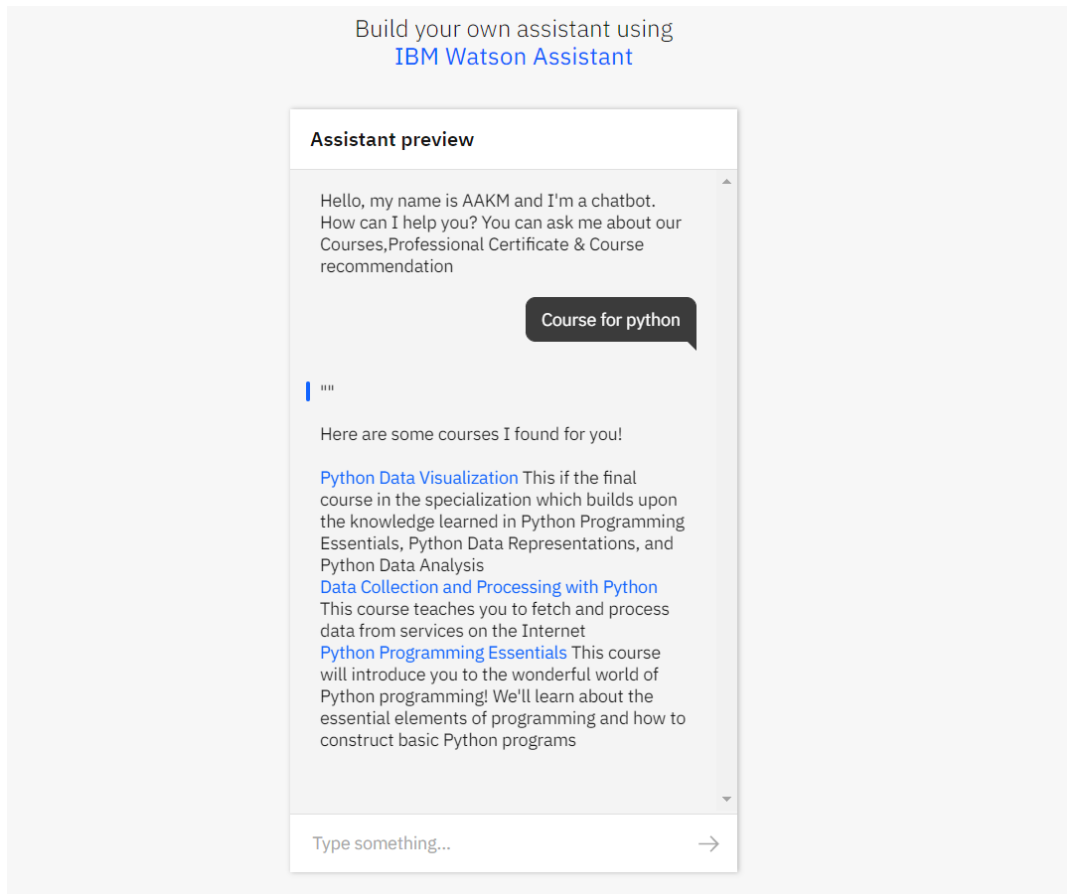 Build your own assistant using
IBM Watson Assistant
Assistant preview
Hello, my name is AAKM and I'm a chatbot.
How can I help you? You can ask me about our
Courses,Professional Certificate & Course
recommendation
Course for python
""
Here are some courses I found for you!
Python Data Visualization This if the final
course in the specialization which builds upon
the knowledge learned in Python Programming
Essentials, Python Data Representations, and
Python Data Analysis
Data Collection and Processing with Python
This course teaches you to fetch and process
data from services on the Internet
Python Programming Essentials This course
will introduce you to the wonderful world of
Python programming! We'll learn about the
essential elements of programming and how to
construct basic Python programs
Type something...